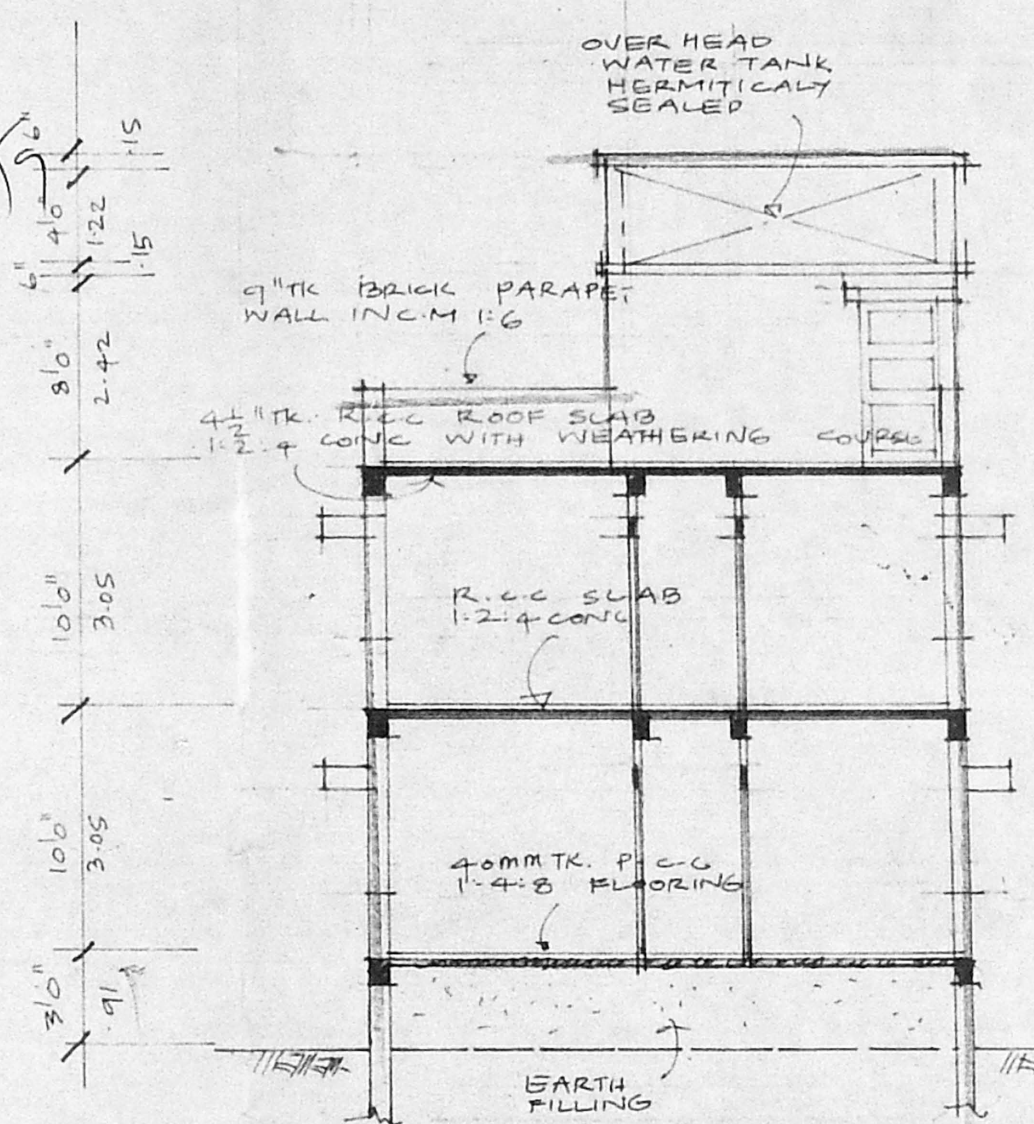 OVER HEAD
WATER TANK
HERMITICALY
SEALED
9"TK BRICK PARAPET
WALL IN C.M 1:6
4½"TK. R.C.C ROOF SLAB
1:2:4 CONC WITH WEATHERING COURSE
R.C.C SLAB
1:2:4 CONC
40mm TK. P.C.C
1:4:8 FLOORING
EARTH
FILLING
6"
.15
4'0"
1.22
6"
.15
8'0"
2.42
10'0"
3.05
10'0"
3.05
3'0"
.91